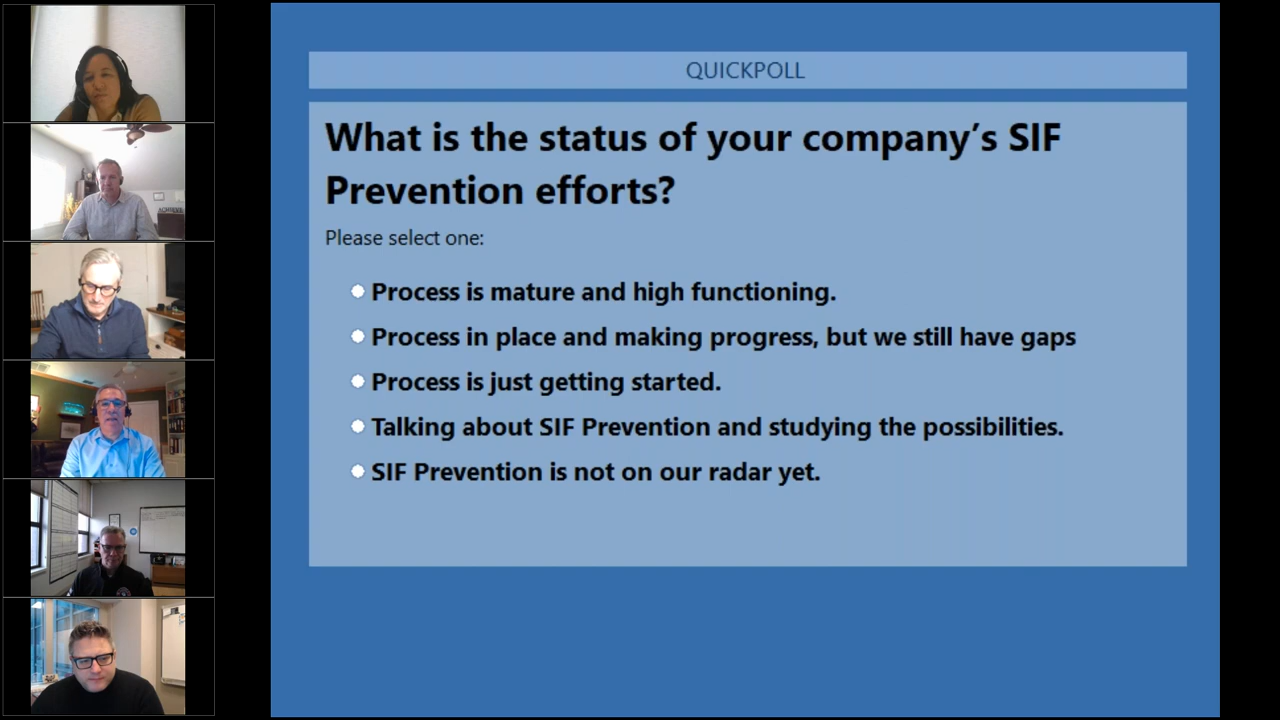 QUICKPOLL
What is the status of your company’s SIF
Prevention efforts?
Please select one:
Process is mature and high functioning.
Process in place and making progress, but we still have gaps
Process is just getting started.
Talking about SIF Prevention and studying the possibilities.
SIF Prevention is not on our radar yet.
ACHIEVE